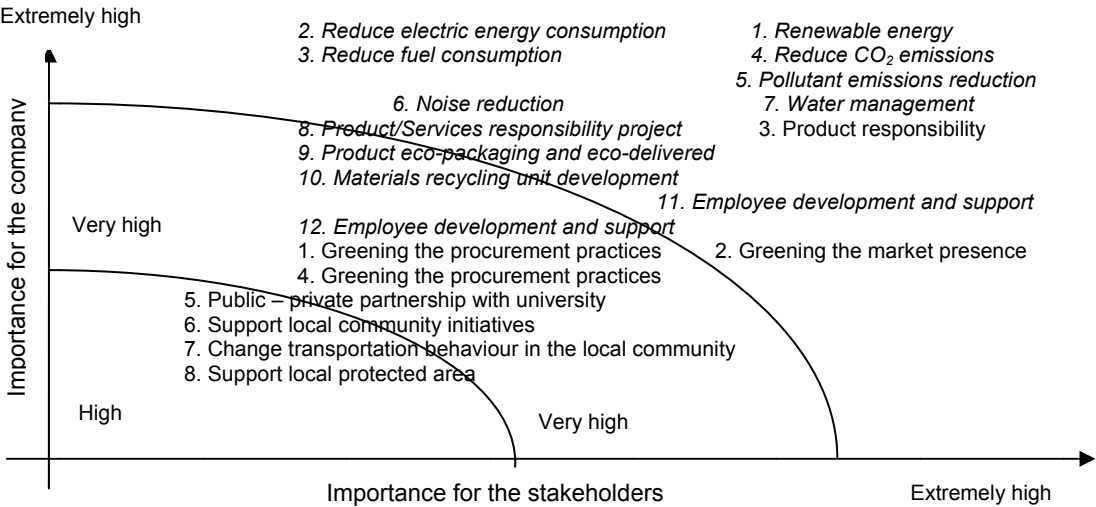 Extremely high
2. Reduce electric energy consumption
1. Renewable energy
3. Reduce fuel consumption
4. Reduce CO2 emissions
5. Pollutant emissions reduction
6. Noise reduction
7. Water management
8. Product/Services responsibility project
3. Product responsibility
9. Product eco-packaging and eco-delivered
10. Materials recycling unit development
11. Employee development and support
Importance for the company
Very high
12. Employee development and support
1. Greening the procurement practices
2. Greening the market presence
4. Greening the procurement practices
5. Public – private partnership with university
6. Support local community initiatives
7. Change transportation behaviour in the local community
8. Support local protected area
High
Very high
Importance for the stakeholders
Extremely high